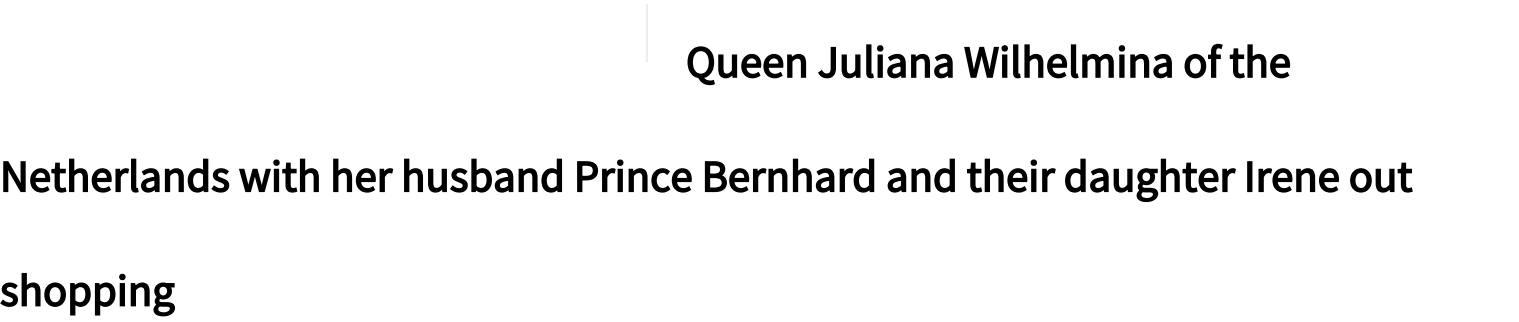 Queen Juliana Wilhelmina of the
Netherlands with her husband Prince Bernhard and their daughter Irene out
shopping